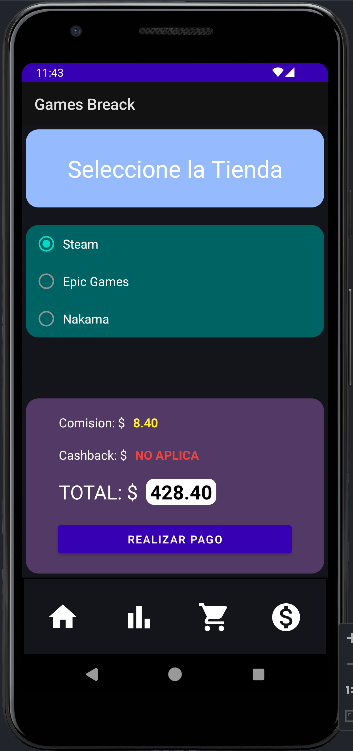 11:43
Games Breack
Seleccione la Tienda
Steam
Epic Games
Nakama
Comision: $ 8.40
Cashback: $ NO APLICA
TOTAL: $ 428.40
REALIZAR PAGO